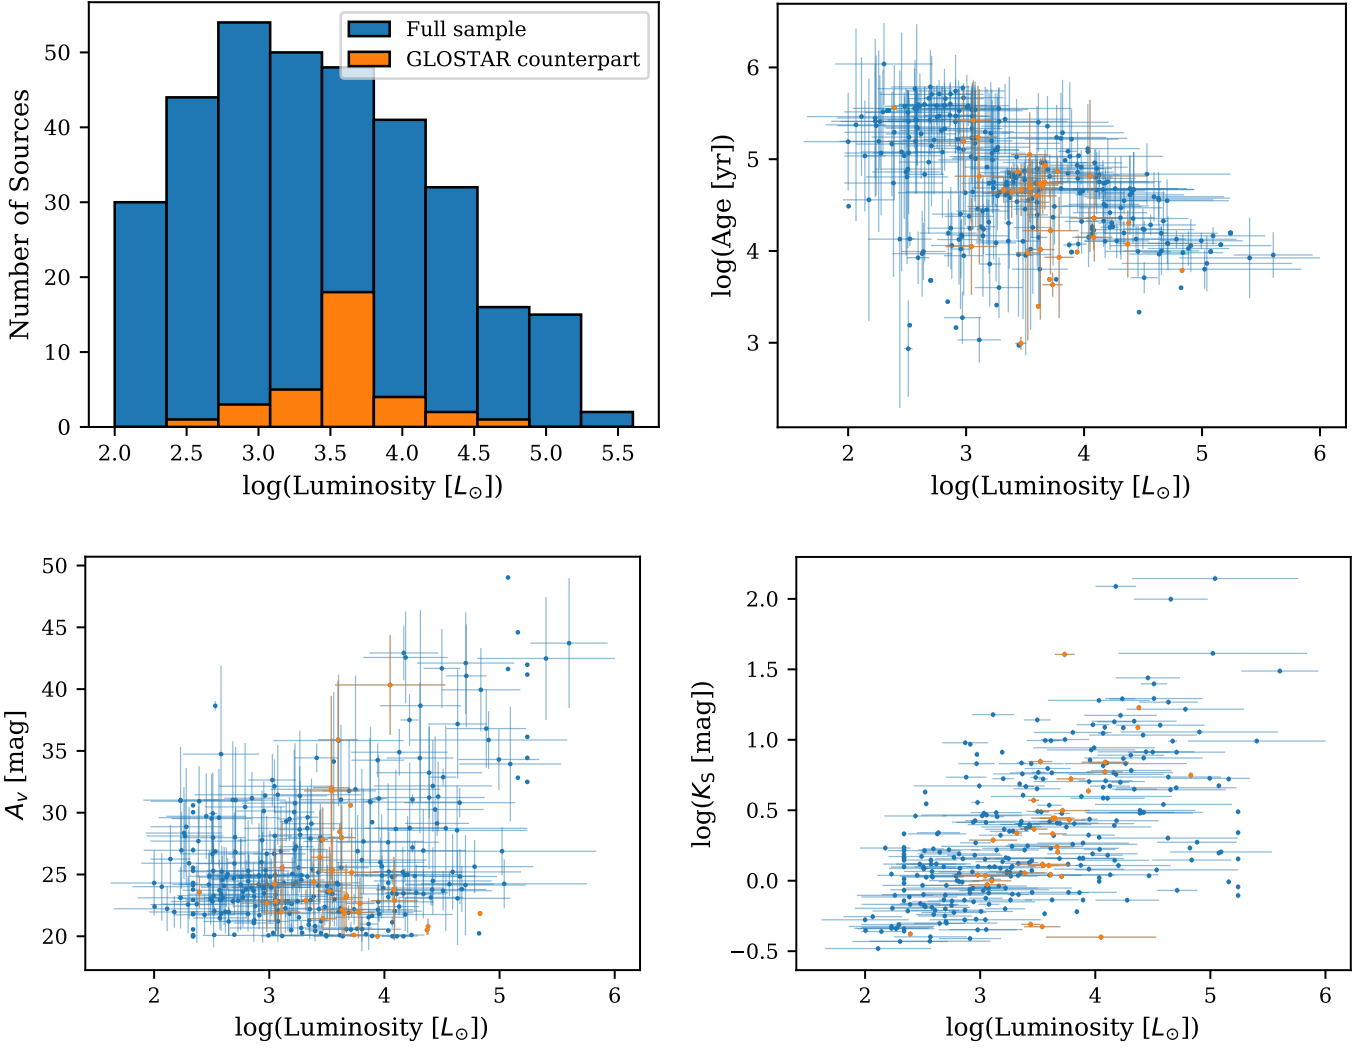 Full sample
GLOSTAR counterpart
Number of Sources
50
40
30
20
10
0
2.0 2.5 3.0 3.5 4.0 4.5 5.0 5.5
log(Luminosity [L⊙])
log(Age [yr])
6
5
4
3
2 3 4 5 6
log(Luminosity [L⊙])
Av [mag]
50
45
40
35
30
25
20
2 3 4 5 6
log(Luminosity [L⊙])
log(Ks [mag])
2.0
1.5
1.0
0.5
0.0
−0.5
2 3 4 5 6
log(Luminosity [L⊙])